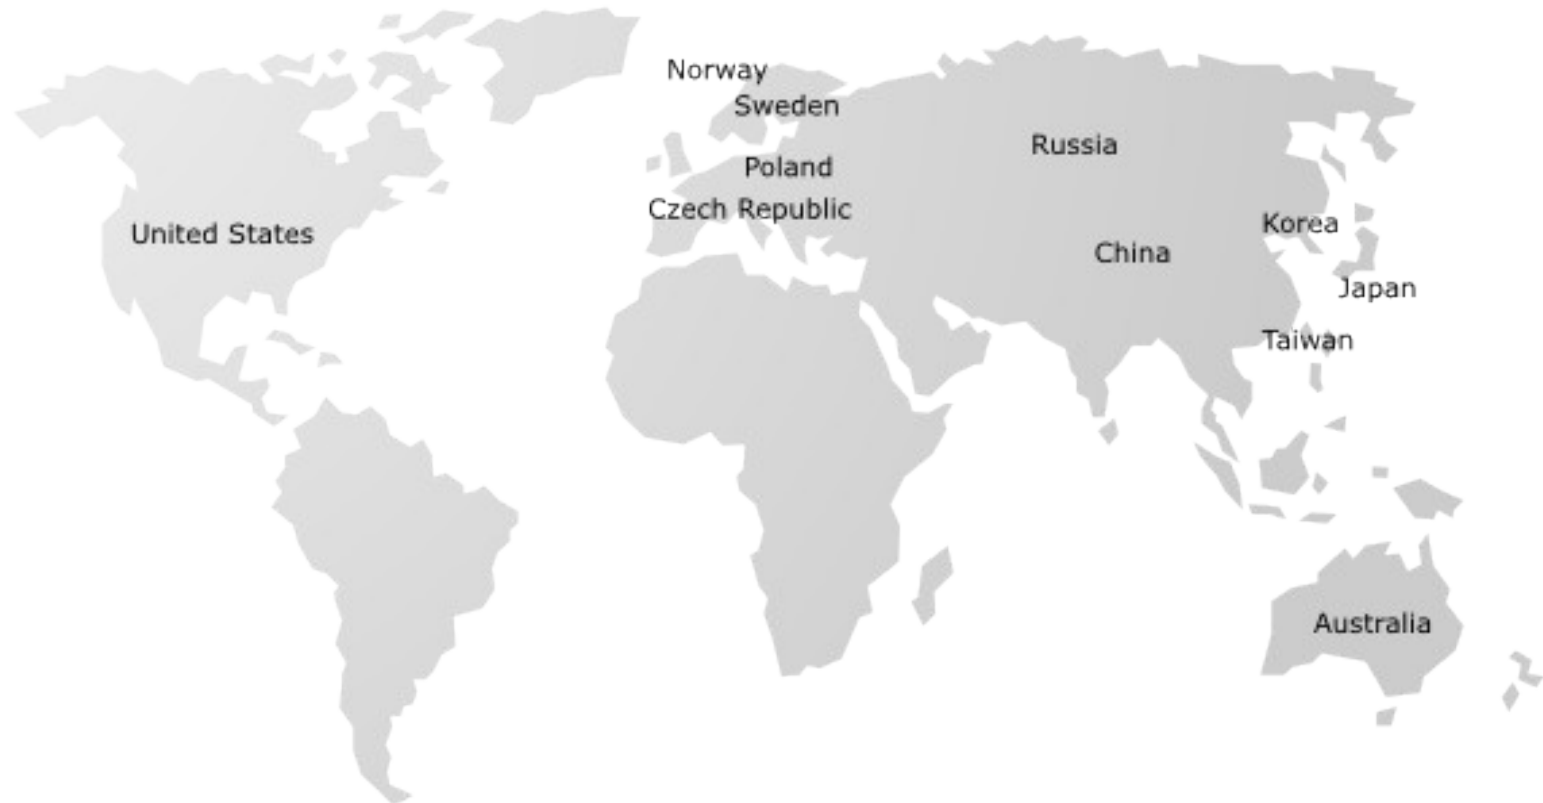 Norway
Sweden
Russia
Poland
Czech Republic
Korea
United States
China
Japan
Taiwan
Australia